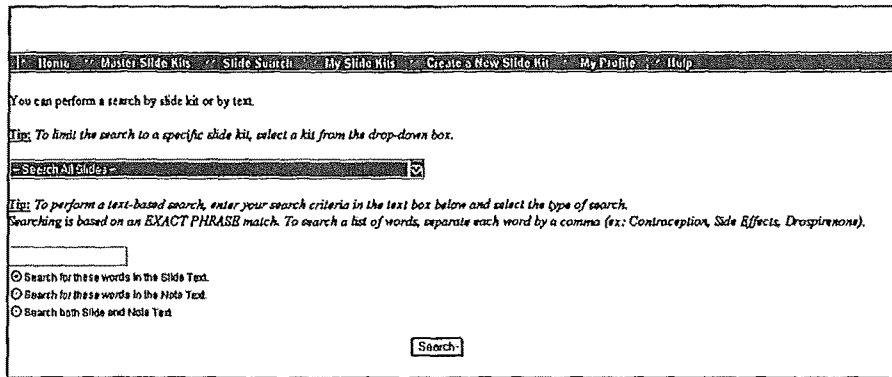 Home Master Slide Kits Slide Search My Slide Kits Create a New Slide Kit My Profile Help
You can perform a search by slide kit or by text.
Tip: To limit the search to a specific slide kit, select a kit from the drop-down box.
-- Search All Slides --
Tip: To perform a text-based search, enter your search criteria in the text box below and select the type of search.
Searching is based on an EXACT PHRASE match. To search a list of words, separate each word by a comma (ex: Contraception, Side Effects, Drospirenone).
Search for these words in the Slide Text.
Search for these words in the Note Text.
Search both Slide and Note Text
Search